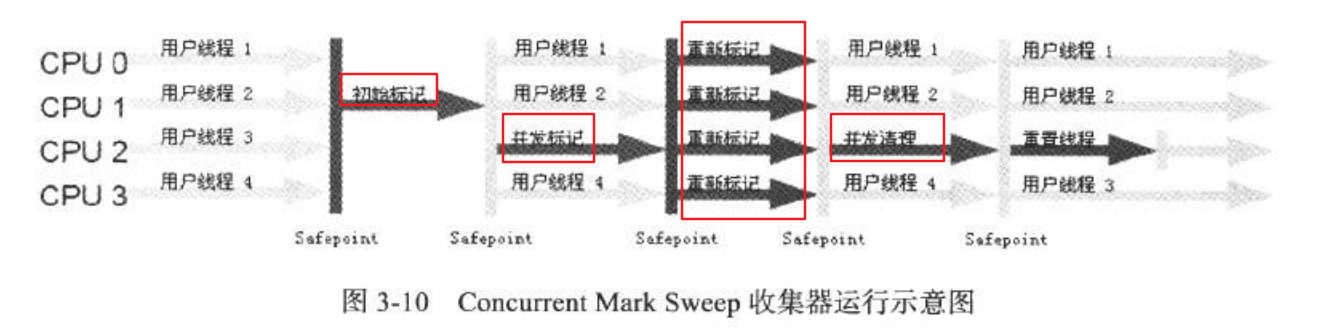 用户线程 1 用户线程 1 重新标记 用户线程 1 用户线程 1
CPU 0
用户线程 2 初始标记 用户线程 2 重新标记 用户线程 2 用户线程 2
CPU 1
用户线程 3 并发标记 重新标记 并发清理 重置线程
CPU 2
用户线程 4 用户线程 4 重新标记 用户线程 4 用户线程 3
CPU 3
Safepoint Safepoint Safepoint Safepoint Safepoint
图 3-10 Concurrent Mark Sweep 收集器运行示意图